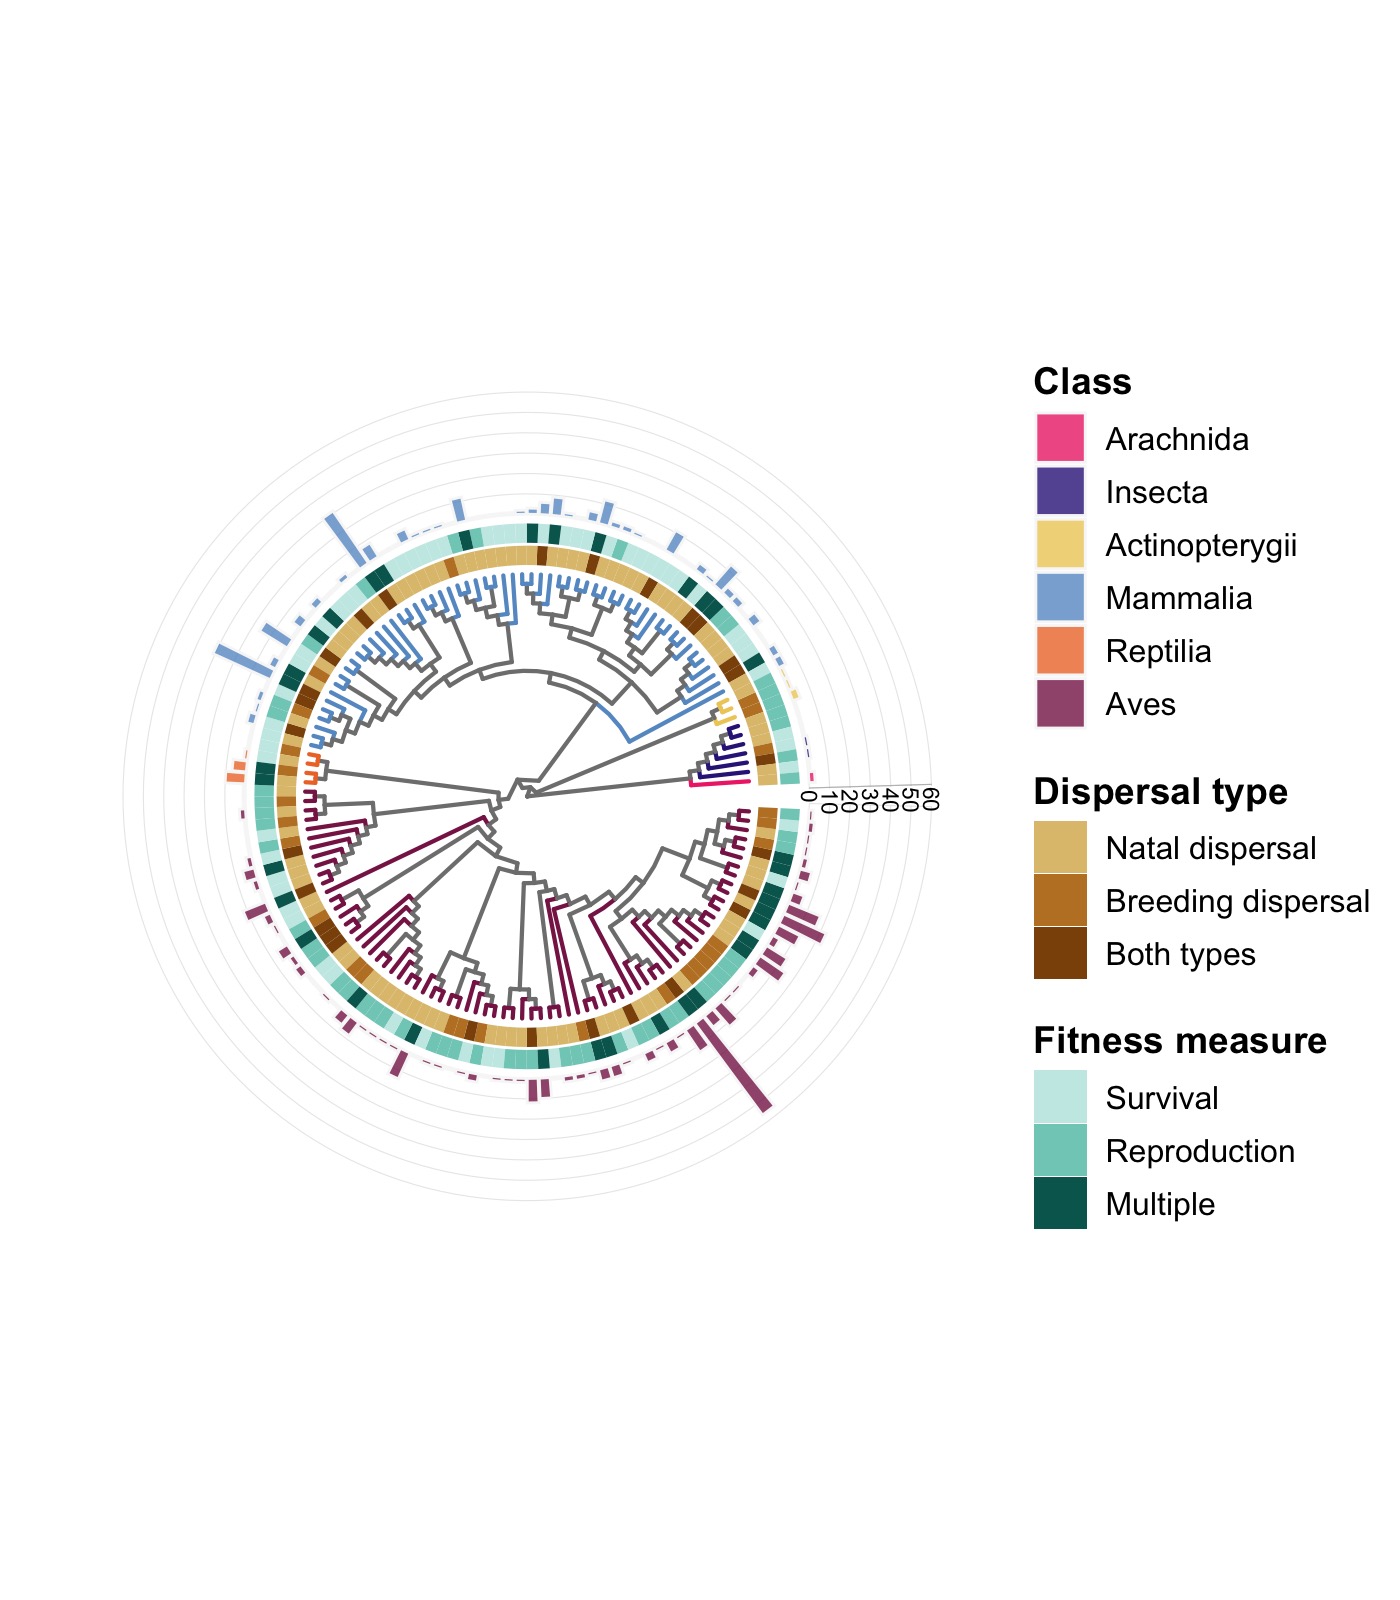 Class
Arachnida
Insecta
Actinopterygii
Mammalia
Reptilia
Aves
0 10 20 30 40 50 60
Dispersal type
Natal dispersal
Breeding dispersal
Both types
Fitness measure
Survival
Reproduction
Multiple